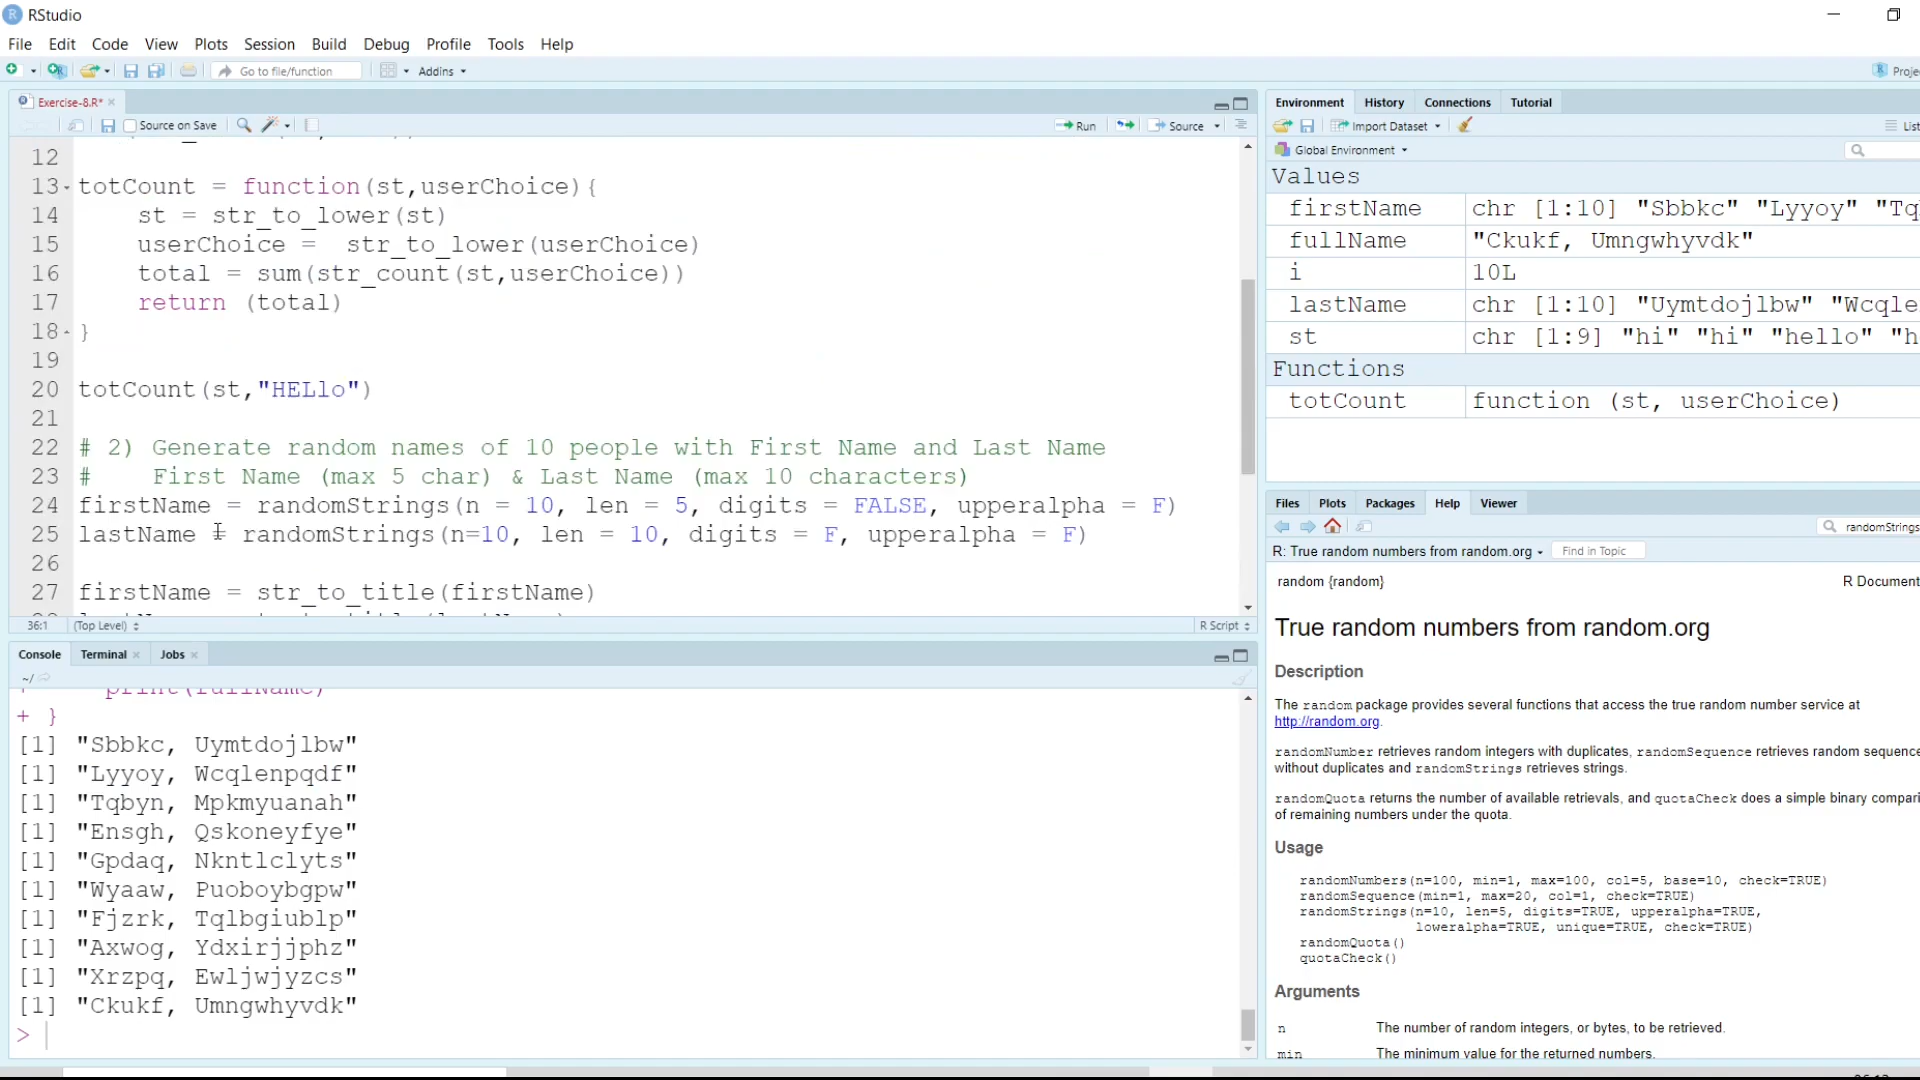 RStudio
File Edit Code View Plots Session Build Debug Profile Tools Help
Go to file/function Addins
Exercise-8.R*
Source on Save Run Source
12
13 totCount = function(st,userChoice){
14 st = str_to_lower(st)
15 userChoice = str_to_lower(userChoice)
16 total = sum(str_count(st,userChoice))
17 return (total)
18 }
19
20 totCount(st,"HELlo")
21
22 # 2) Generate random names of 10 people with First Name and Last Name
23 # First Name (max 5 char) & Last Name (max 10 characters)
24 firstName = randomStrings(n = 10, len = 5, digits = FALSE, upperalpha = F)
25 lastName = randomStrings(n=10, len = 10, digits = F, upperalpha = F)
26
27 firstName = str_to_title(firstName)
36:1 (Top Level) R Script
Console Terminal Jobs
~/
+ print(fullName)
+ }
[1] "Sbbkc, Uymtdojlbw"
[1] "Lyyoy, Wcqlenpqdf"
[1] "Tqbyn, Mpkmyuanah"
[1] "Ensgh, Qskoneyfye"
[1] "Gpdaq, Nkntlclyts"
[1] "Wyaaw, Puoboybgpw"
[1] "Fjzrk, Tqlbgiublp"
[1] "Axwog, Ydxirjjphz"
[1] "Xrzpq, Ewljwjyzcs"
[1] "Ckukf, Umngwhyvdk"
>
Proje
Environment History Connections Tutorial
Import Dataset List
Global Environment
Values
firstName chr [1:10] "Sbbkc" "Lyyoy" "Tq
fullName "Ckukf, Umngwhyvdk"
i 10L
lastName chr [1:10] "Uymtdojlbw" "Wcqle
st chr [1:9] "hi" "hi" "hello" "h
Functions
totCount function (st, userChoice)
Files Plots Packages Help Viewer
randomStrings
R: True random numbers from random.org Find in Topic
random {random} R Document
True random numbers from random.org
Description
The random package provides several functions that access the true random number service at
http://random.org.
randomNumber retrieves random integers with duplicates, randomSequence retrieves random sequence
without duplicates and randomStrings retrieves strings.
randomQuota returns the number of available retrievals, and quotaCheck does a simple binary compari
of remaining numbers under the quota.
Usage
randomNumbers(n=100, min=1, max=100, col=5, base=10, check=TRUE)
randomSequence(min=1, max=20, col=1, check=TRUE)
randomStrings(n=10, len=5, digits=TRUE, upperalpha=TRUE,
loweralpha=TRUE, unique=TRUE, check=TRUE)
randomQuota()
quotaCheck()
Arguments
n The number of random integers, or bytes, to be retrieved.
min The minimum value for the returned numbers.